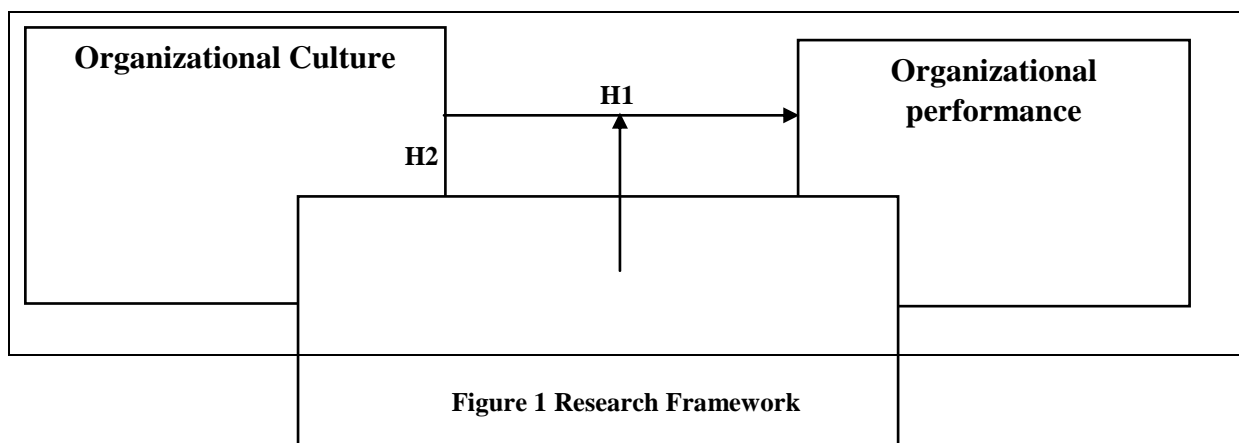 Organizational Culture
Organizational
performance
H1
H2
Figure 1 Research Framework